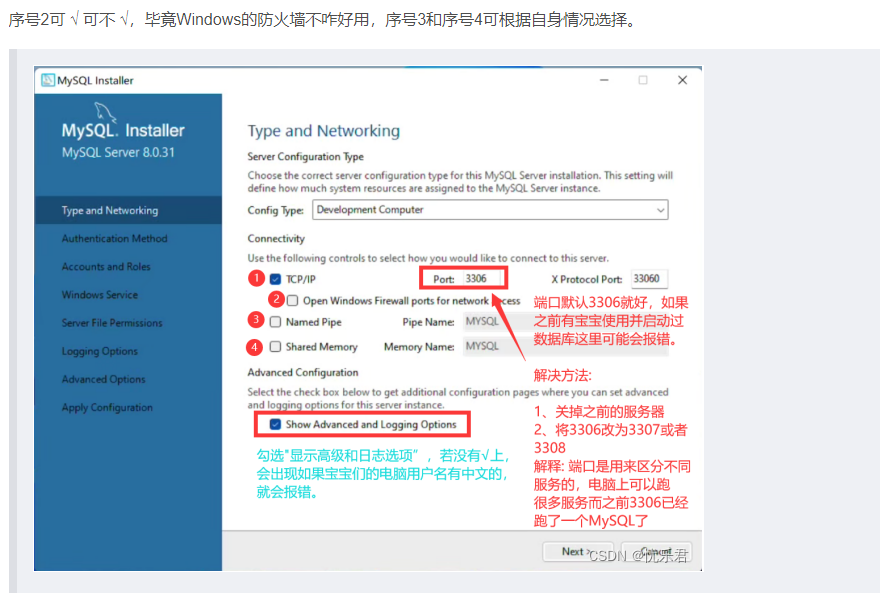 序号2可 √ 可不 √，毕竟Windows的防火墙不咋好用，序号3和序号4可根据自身情况选择。
MySQL Installer
MySQL. Installer
MySQL Server 8.0.31
Type and Networking
Authentication Method
Accounts and Roles
Windows Service
Server File Permissions
Logging Options
Advanced Options
Apply Configuration
Type and Networking
Server Configuration Type
Choose the correct server configuration type for this MySQL Server installation. This setting will
define how much system resources are assigned to the MySQL Server instance.
Config Type: Development Computer
Connectivity
Use the following controls to select how you would like to connect to this server.
1 TCP/IP Port: 3306 X Protocol Port: 33060
2 Open Windows Firewall ports for network
3 Named Pipe Pipe Name: MYSQL
4 Shared Memory Memory Name: MYSQL
端口默认3306就好，如果
之前有宝宝使用并启动过
数据库这里可能会报错。
解决方法:
1、关掉之前的服务器
2、将3306改为3307或者
3308
解释: 端口是用来区分不同
服务的，电脑上可以跑
很多服务而之前3306已经
跑了一个MySQL了
Advanced Configuration
Select the check box below to get additional configuration pages where you can set advanced
and logging options for this server instance.
Show Advanced and Logging Options
勾选"显示高级和日志选项”，若没有√上，
会出现如果宝宝们的电脑用户名有中文的，
就会报错。
Next >
CSDN @忧乐君